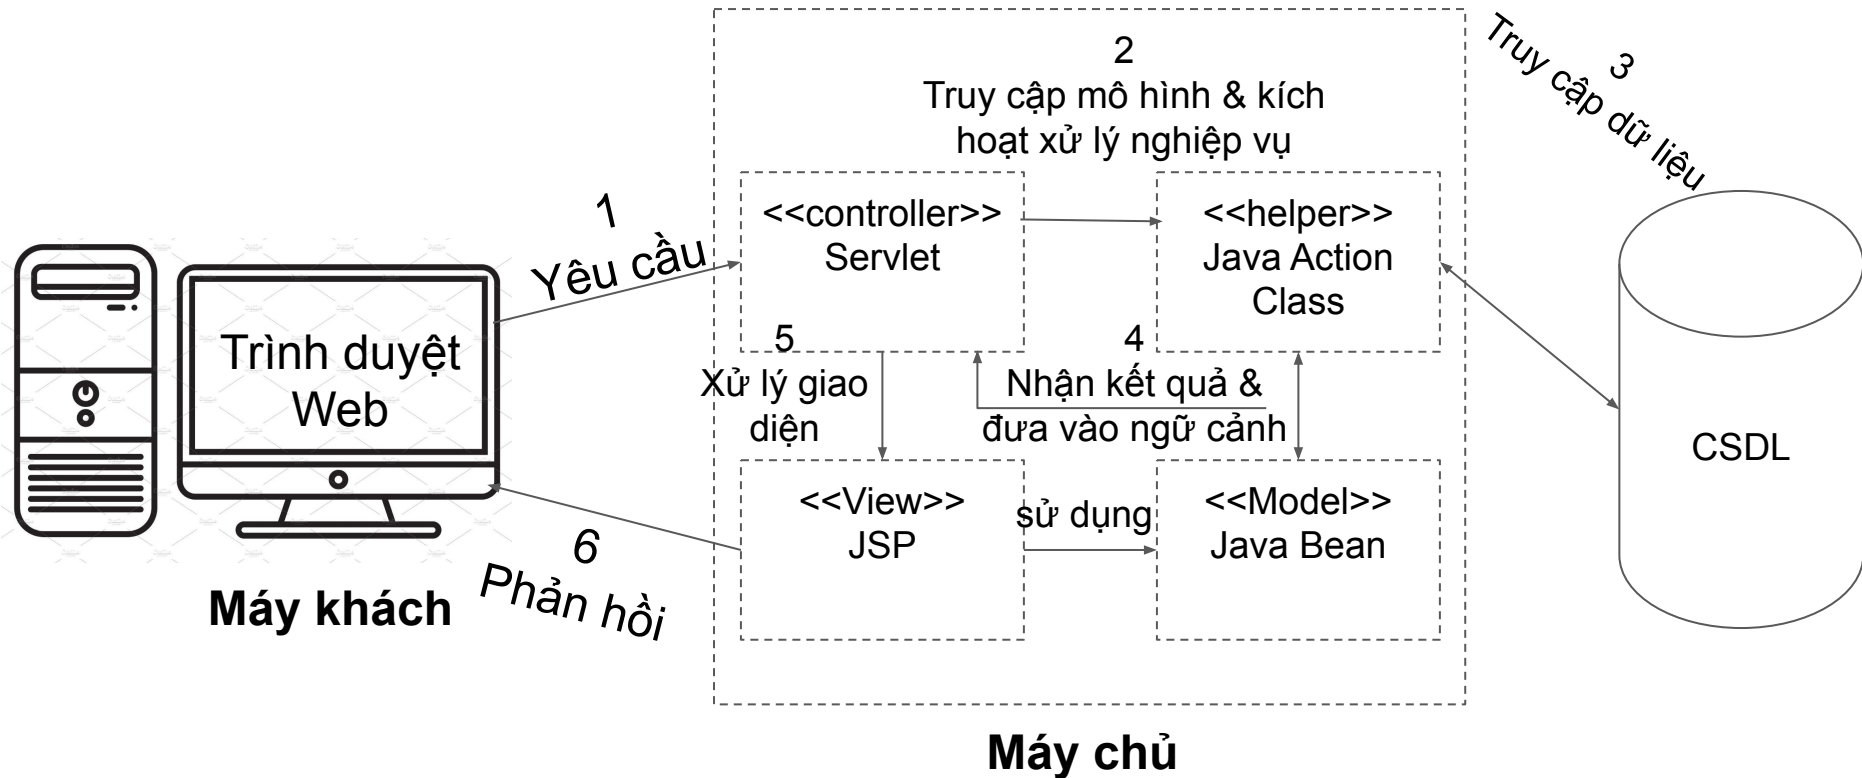 2
Truy cập mô hình & kích
hoạt xử lý nghiệp vụ
3
Truy cập dữ liệu
1
Yêu cầu
<<controller>>
Servlet
<<helper>>
Java Action
Class
Trình duyệt
Web
5
Xử lý giao
diện
4
Nhận kết quả &
đưa vào ngữ cảnh
CSDL
<<View>>
JSP
sử dụng
<<Model>>
Java Bean
6
Phản hồi
Máy khách
Máy chủ